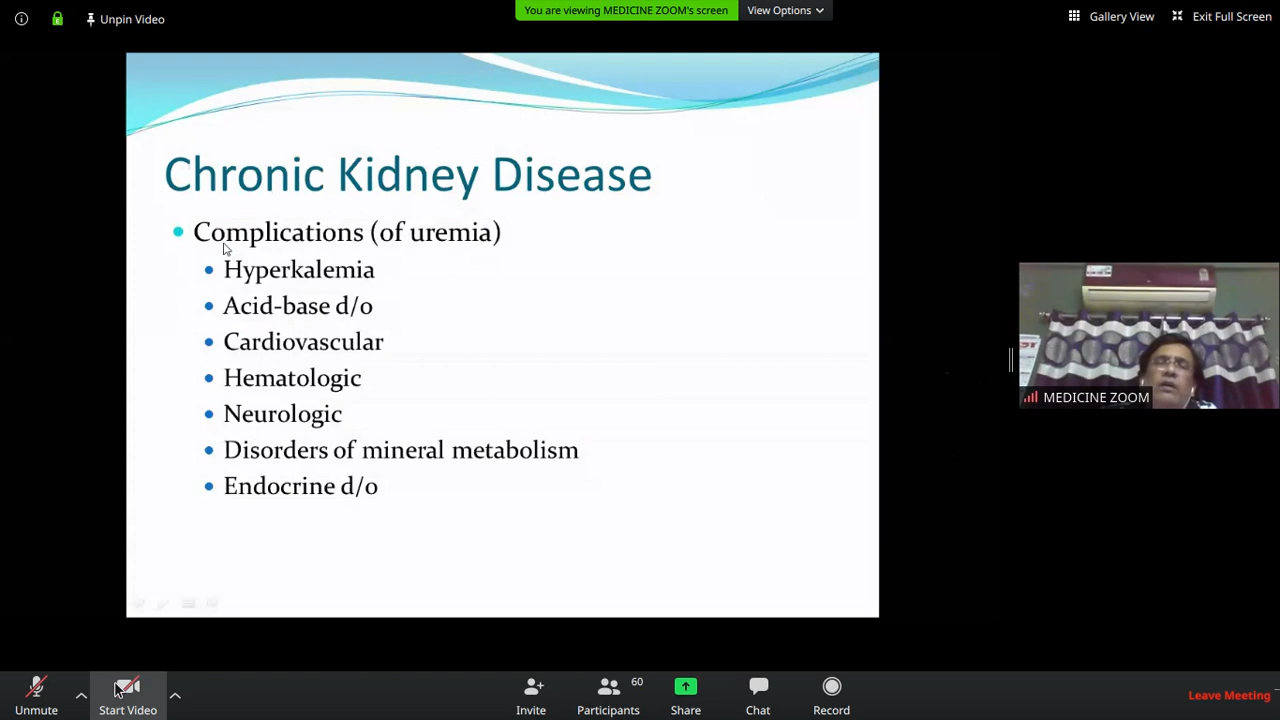 Unpin Video
You are viewing MEDICINE ZOOM's screen
View Options
Gallery View
Exit Full Screen
Chronic Kidney Disease
Complications (of uremia)
Hyperkalemia
Acid-base d/o
Cardiovascular
Hematologic
Neurologic
Disorders of mineral metabolism
Endocrine d/o
MEDICINE ZOOM
Unmute
Start Video
Invite
Participants
60
Share
Chat
Record
Leave Meeting